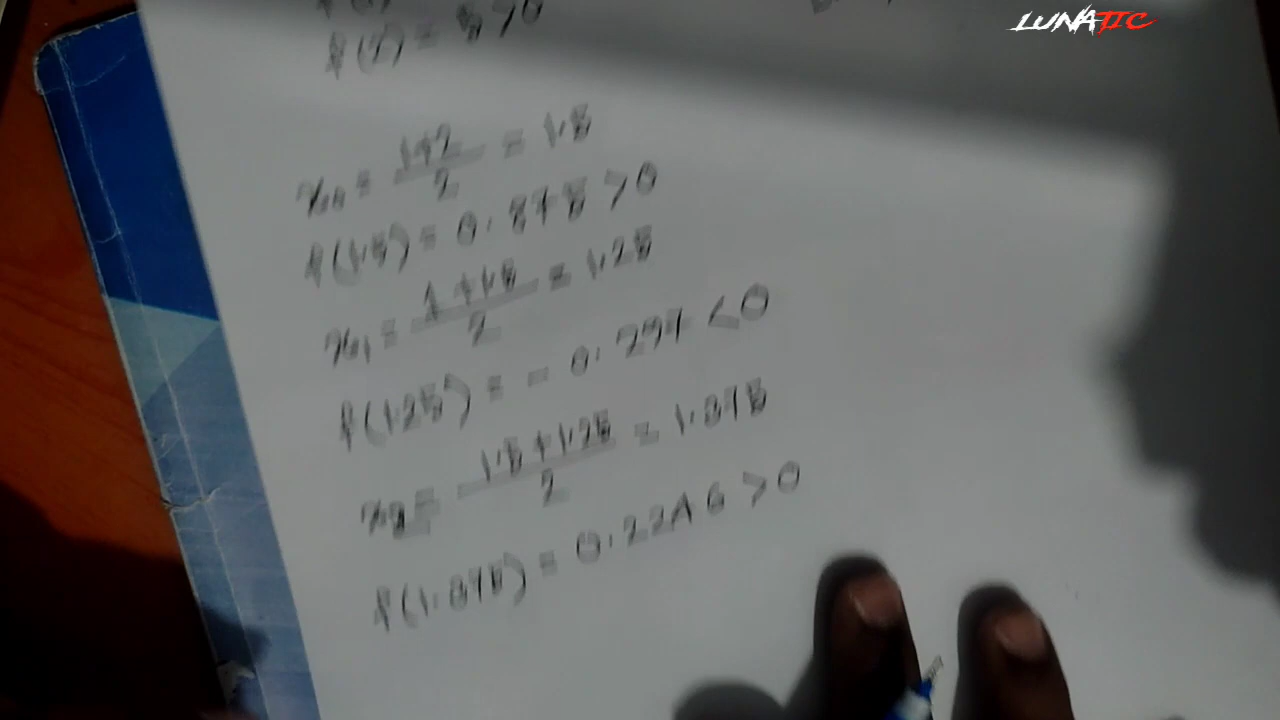 LUNATIC
f(2) = 5 > 0
x₀ = (1+2)/2 = 1.5
f(1.5) = 0.875 > 0
x₁ = (1+1.5)/2 = 1.25
f(1.25) = -0.297 < 0
x₂ = (1.5+1.25)/2 = 1.375
f(1.375) = 0.2246 > 0